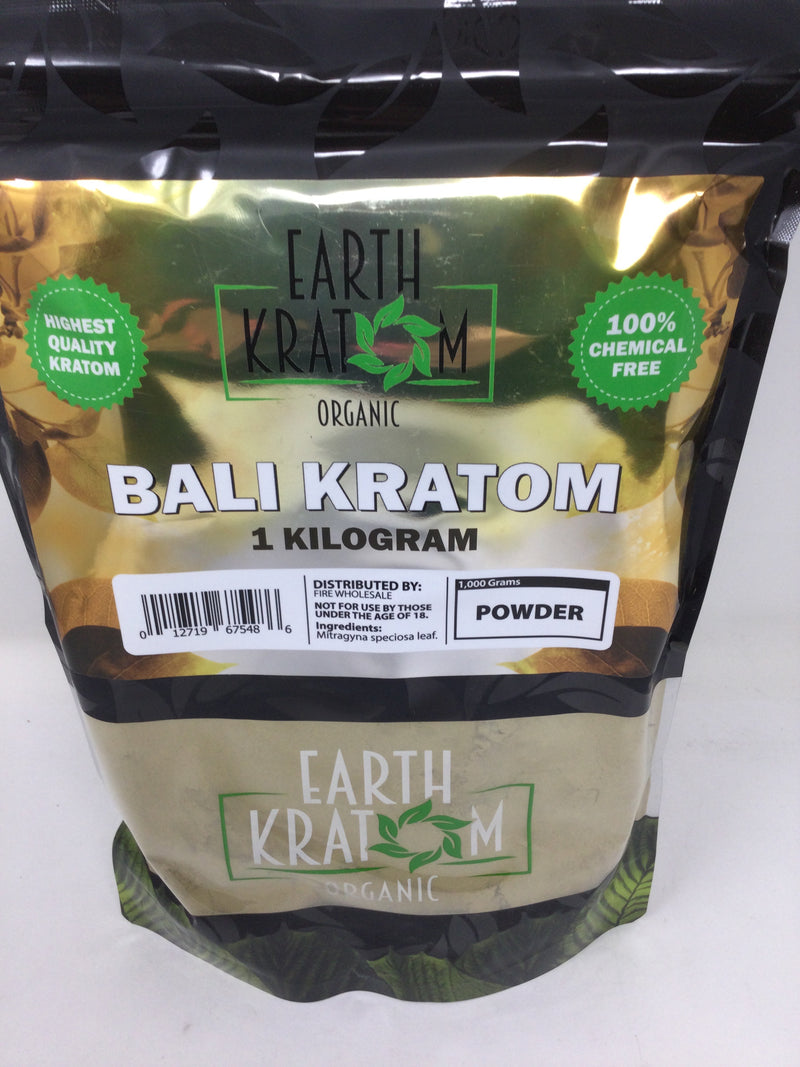 EARTH
KRATOM
ORGANIC
HIGHEST
QUALITY
KRATOM
100%
CHEMICAL
FREE
BALI KRATOM
1 KILOGRAM
0 12719 67548 6
DISTRIBUTED BY:
FIRE WHOLESALE
NOT FOR USE BY THOSE
UNDER THE AGE OF 18.
Ingredients:
Mitragyna speciosa leaf.
1,000 Grams
POWDER
EARTH
KRATOM
ORGANIC